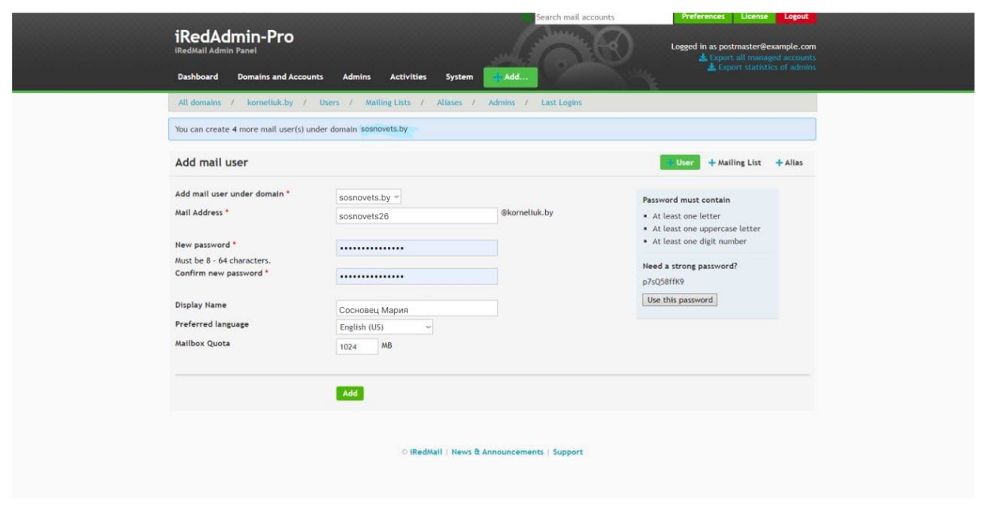 Search mail accounts
Preferences License Logout
iRedAdmin-Pro
iRedMail Admin Panel
Logged in as postmaster@example.com
Export all managed accounts
Export statistics of admins
Dashboard Domains and Accounts Admins Activities System + Add...
All domains / korneliuk.by / Users / Mailing Lists / Aliases / Admins / Last Logins
You can create 4 more mail user(s) under domain sosnovets.by
Add mail user
+ User + Mailing List + Alias
Add mail user under domain *
sosnovets.by
Mail Address *
sosnovets26 @korneliuk.by
New password *
•••••••••••••••
Must be 8 - 64 characters.
Confirm new password *
•••••••••••••••
Display Name
Сосновец Мария
Preferred language
English (US)
Mailbox Quota
1024 MB
Add
Password must contain
• At least one letter
• At least one uppercase letter
• At least one digit number
Need a strong password?
p7sQ58ffK9
Use this password
© iRedMail | News & Announcements | Support